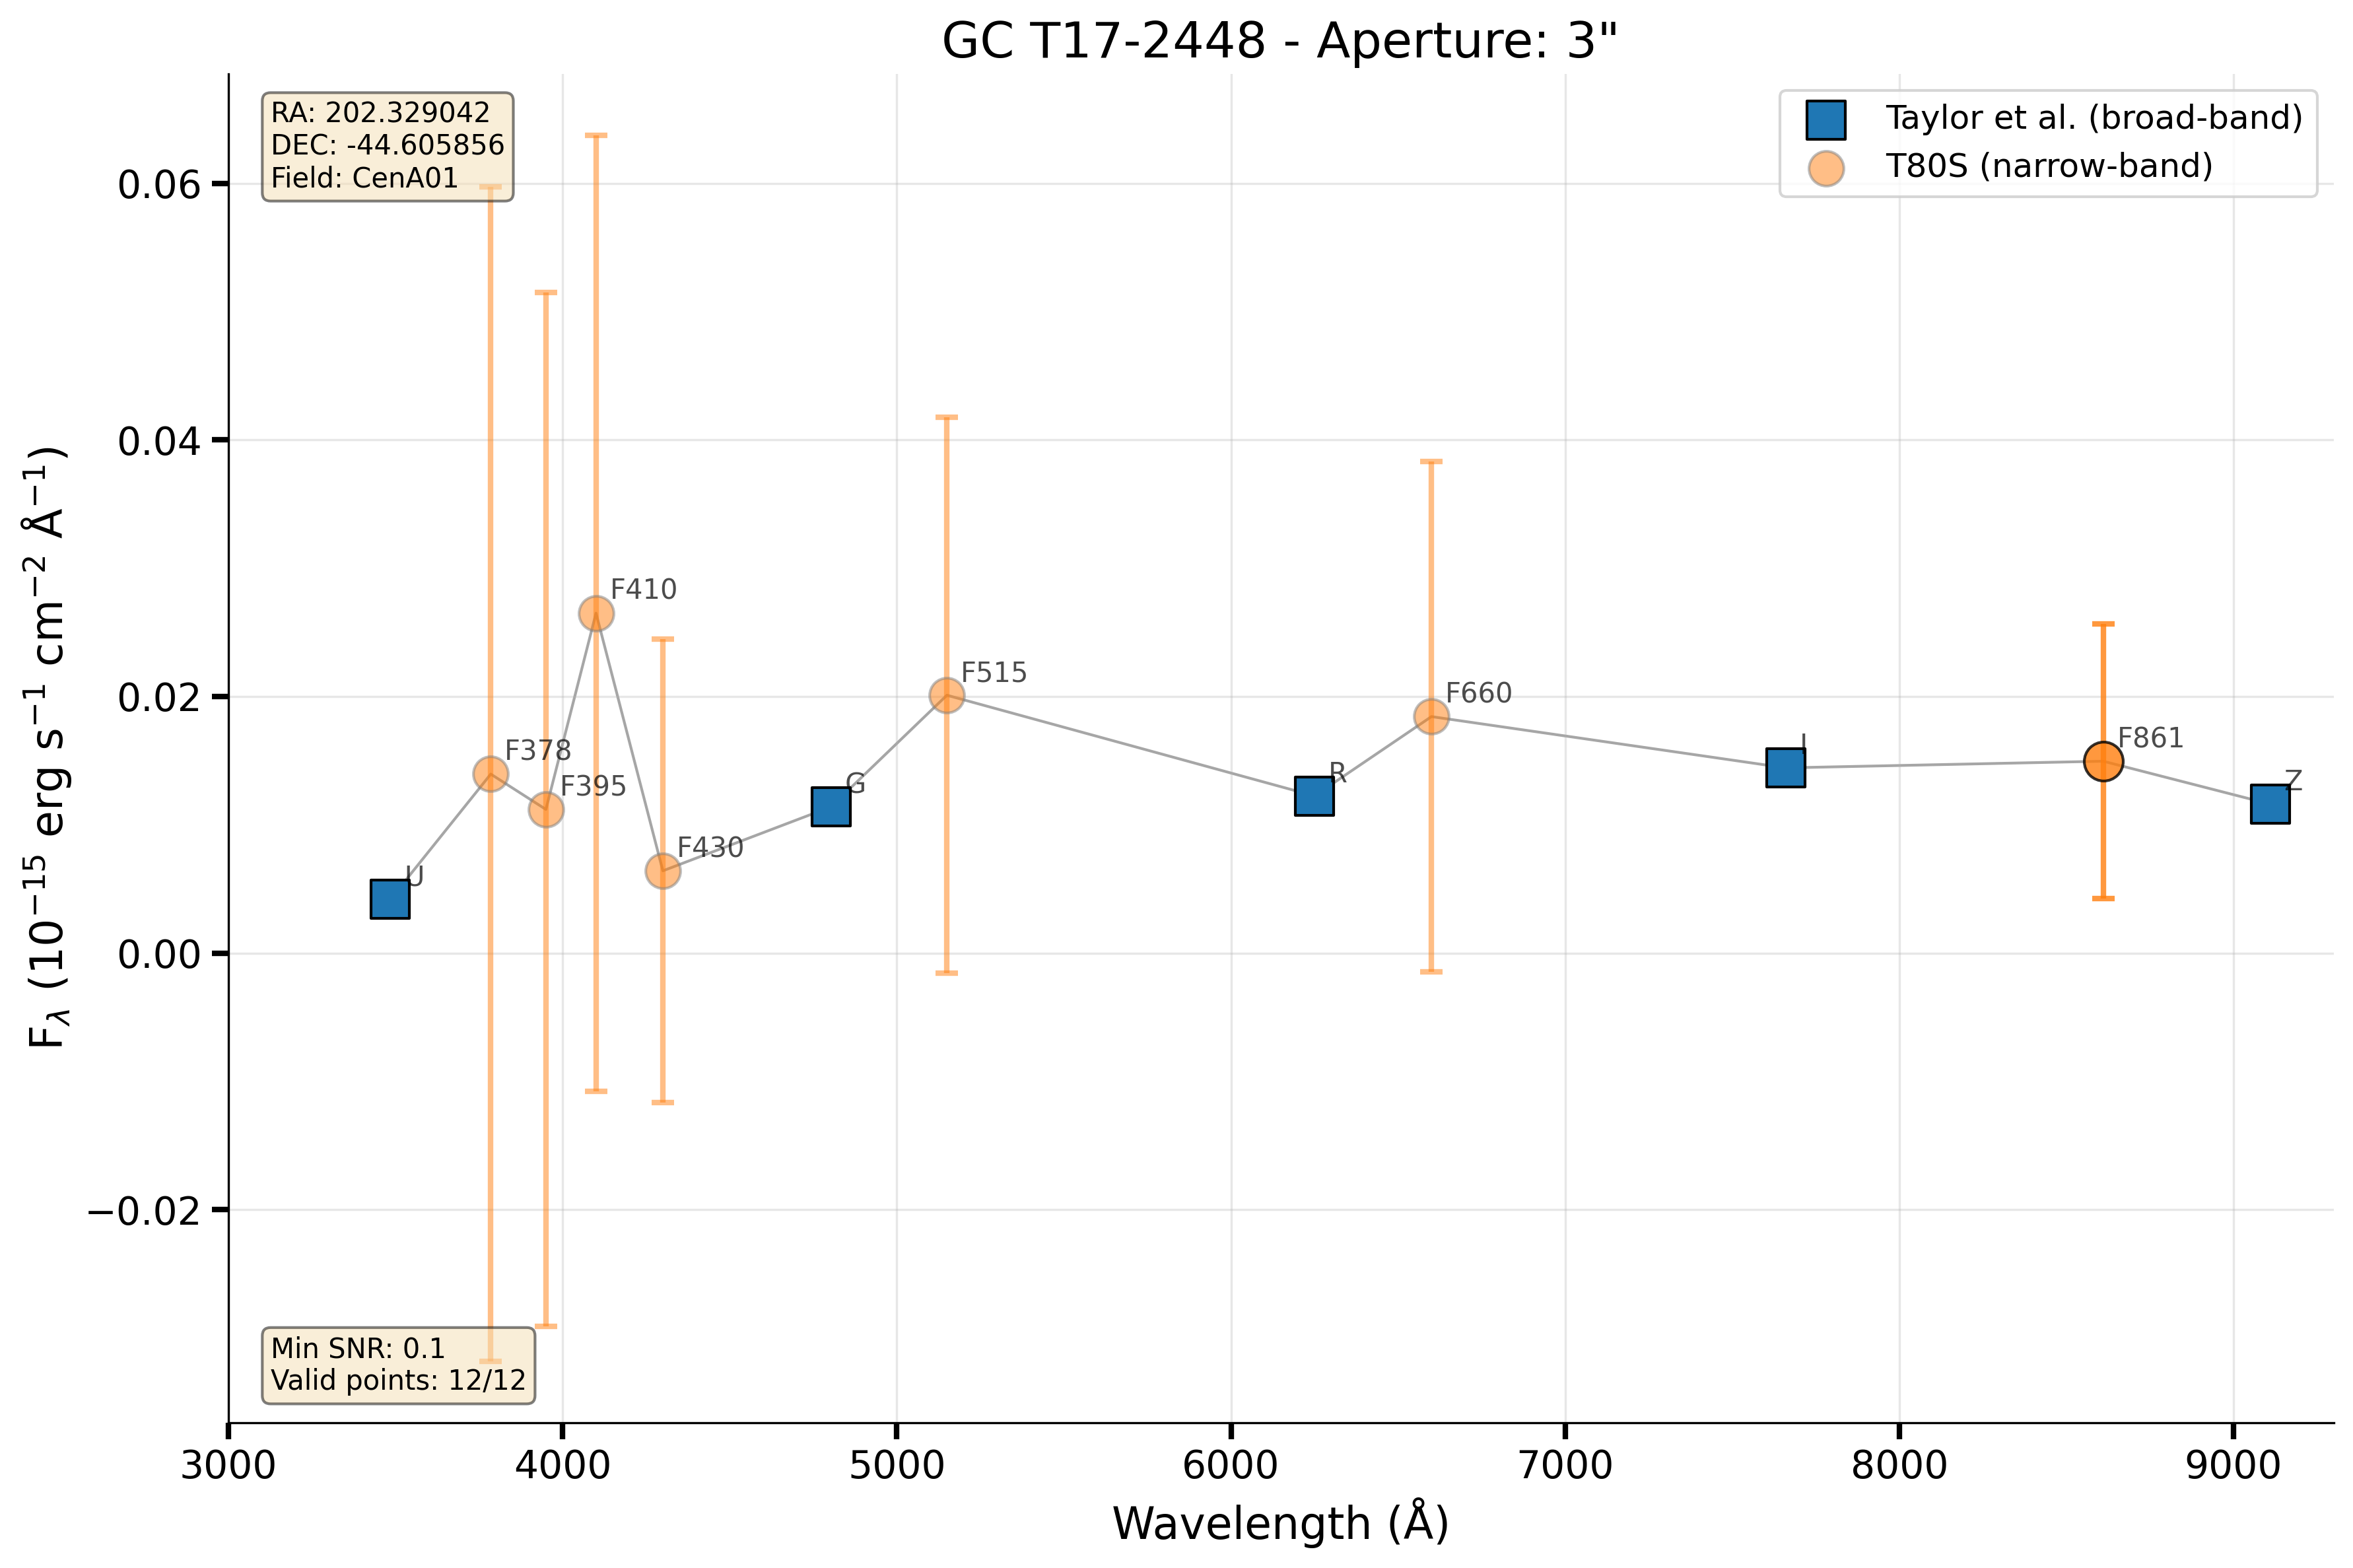 GC T17-2448 - Aperture: 3"
RA: 202.329042
DEC: -44.605856
Field: CenA01
Taylor et al. (broad-band)
T80S (narrow-band)
0.06
0.04
0.02
0.00
−0.02
F410
F515
F660
F378
F395
F430
F861
U
G
R
I
Z
Min SNR: 0.1
Valid points: 12/12
3000 4000 5000 6000 7000 8000 9000
Wavelength (Å)
Fλ (10⁻¹⁵ erg s⁻¹ cm⁻² Å⁻¹)